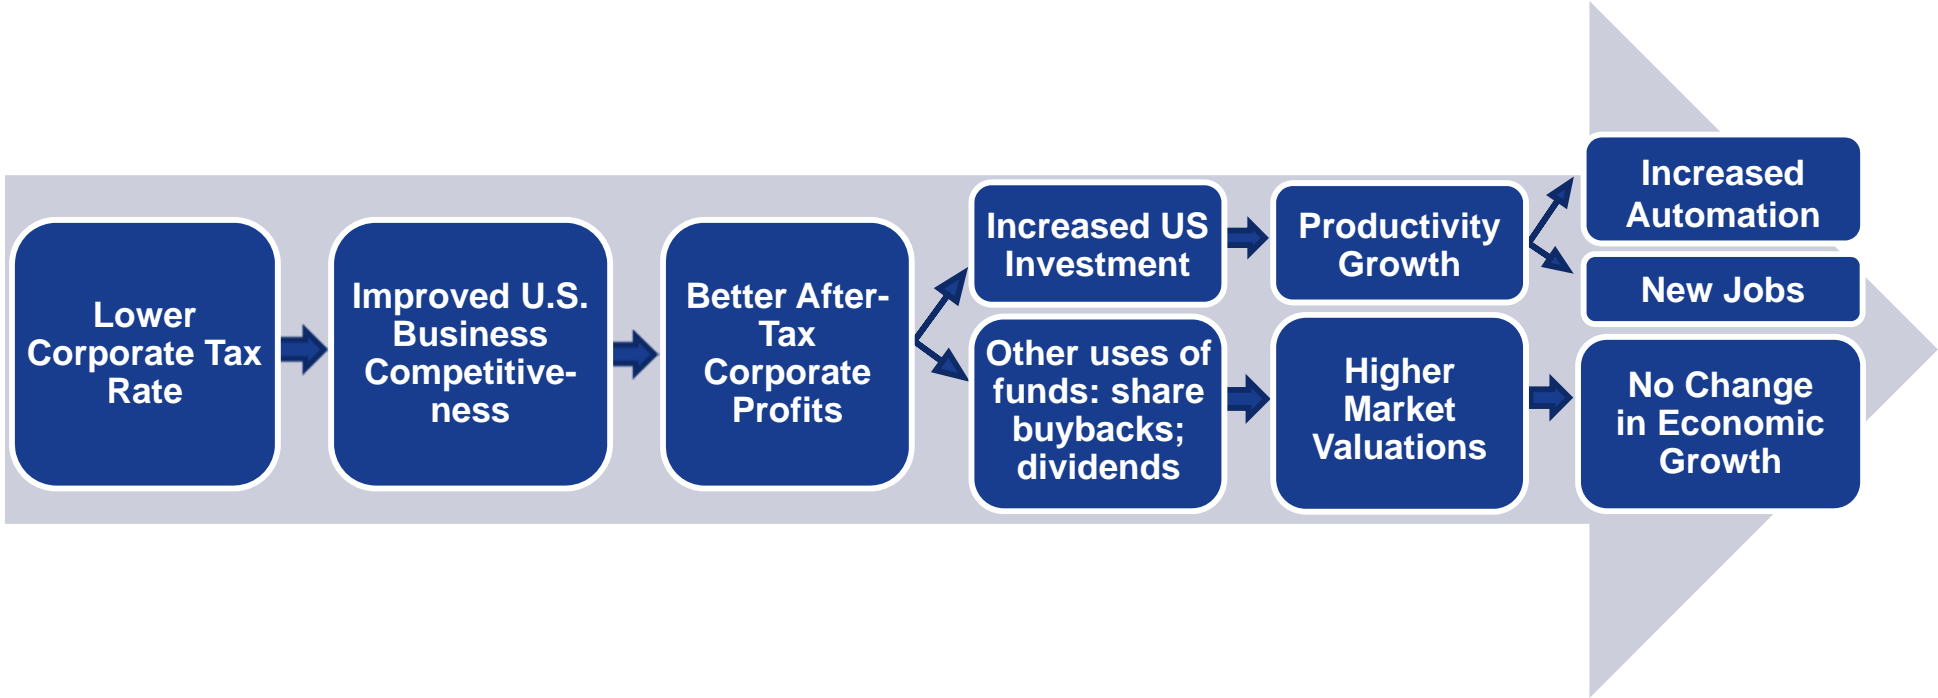 Lower
Corporate Tax
Rate
Improved U.S.
Business
Competitive-
ness
Better After-
Tax
Corporate
Profits
Increased US
Investment
Other uses of
funds: share
buybacks;
dividends
Productivity
Growth
Higher
Market
Valuations
Increased
Automation
New Jobs
No Change
in Economic
Growth